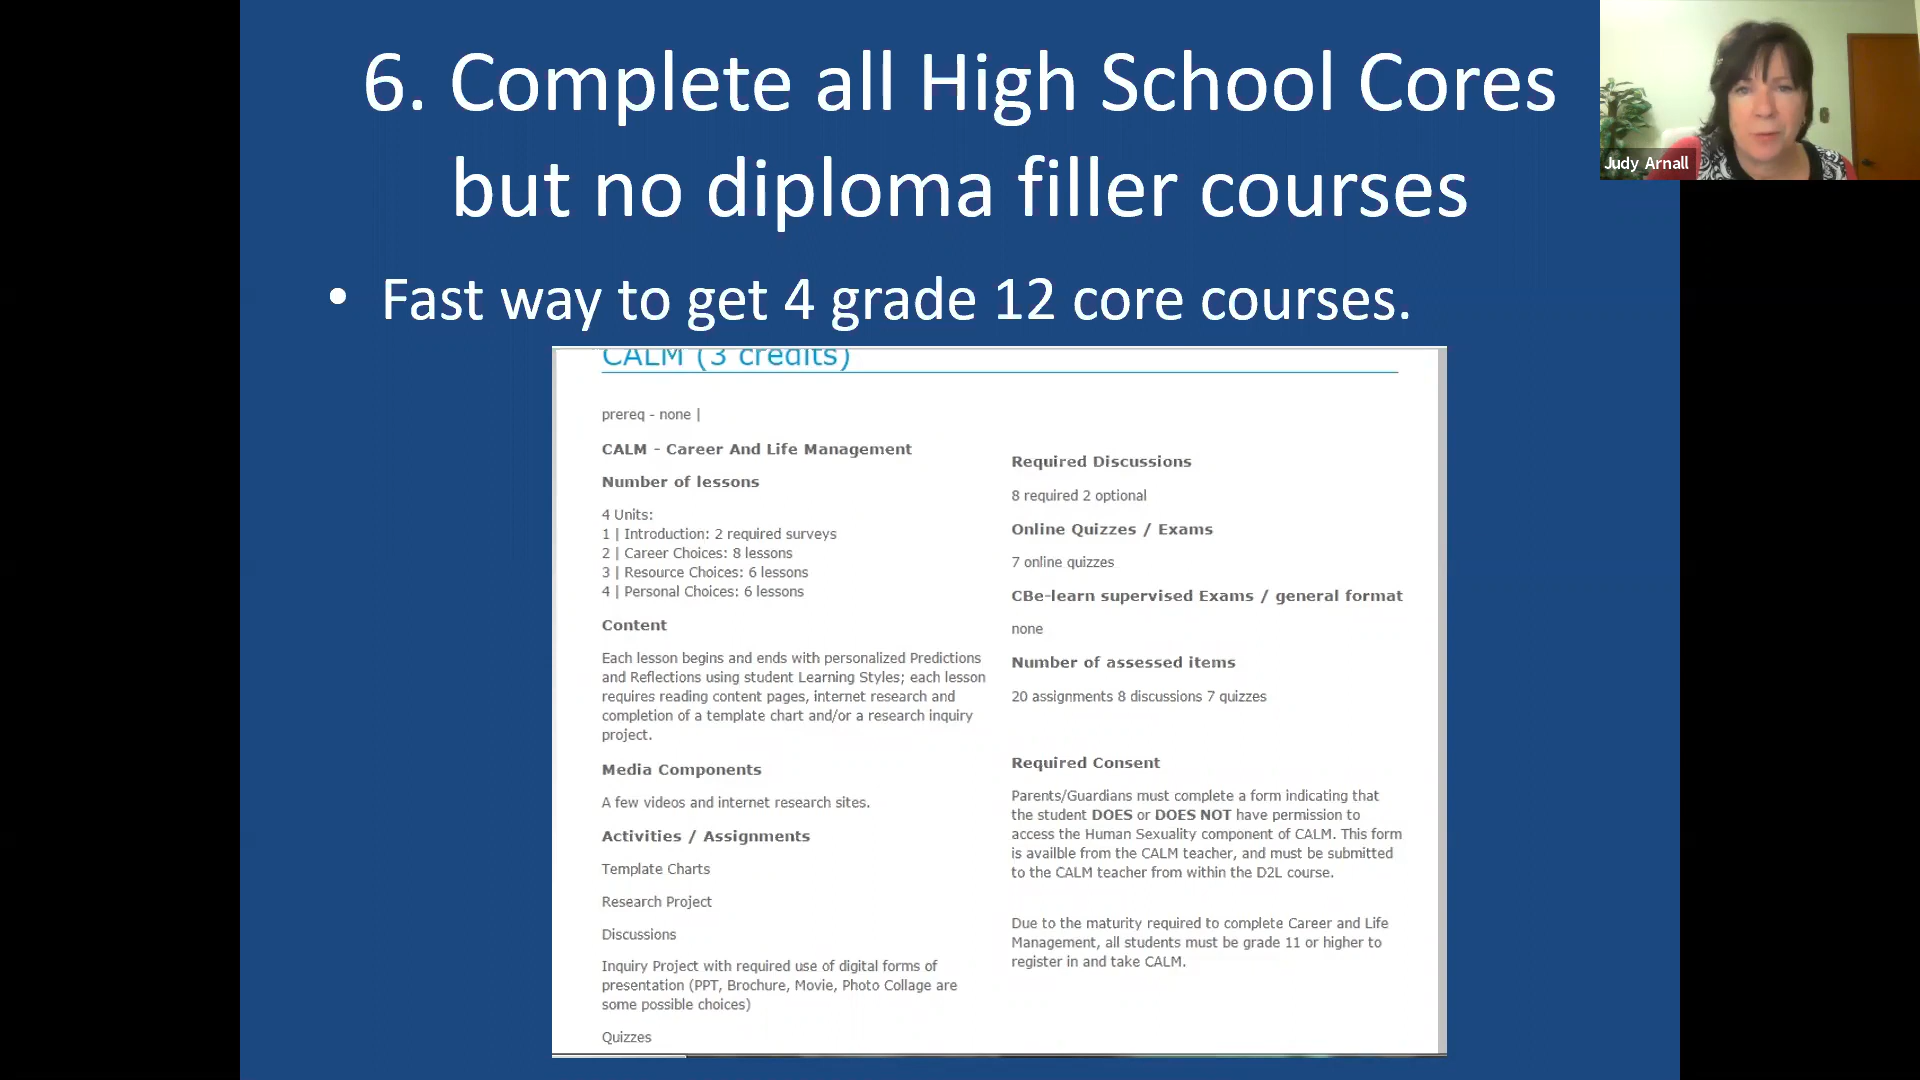 6. Complete all High School Cores
but no diploma filler courses
• Fast way to get 4 grade 12 core courses.
CALM (3 credits)
prereq - none |
CALM - Career And Life Management
Number of lessons
4 Units:
1 | Introduction: 2 required surveys
2 | Career Choices: 8 lessons
3 | Resource Choices: 6 lessons
4 | Personal Choices: 6 lessons
Content
Each lesson begins and ends with personalized Predictions
and Reflections using student Learning Styles; each lesson
requires reading content pages, internet research and
completion of a template chart and/or a research inquiry
project.
Media Components
A few videos and internet research sites.
Activities / Assignments
Template Charts
Research Project
Discussions
Inquiry Project with required use of digital forms of
presentation (PPT, Brochure, Movie, Photo Collage are
some possible choices)
Quizzes
Required Discussions
8 required 2 optional
Online Quizzes / Exams
7 online quizzes
CBe-learn supervised Exams / general format
none
Number of assessed items
20 assignments 8 discussions 7 quizzes
Required Consent
Parents/Guardians must complete a form indicating that
the student DOES or DOES NOT have permission to
access the Human Sexuality component of CALM. This form
is availble from the CALM teacher, and must be submitted
to the CALM teacher from within the D2L course.
Due to the maturity required to complete Career and Life
Management, all students must be grade 11 or higher to
register in and take CALM.
Judy Arnall